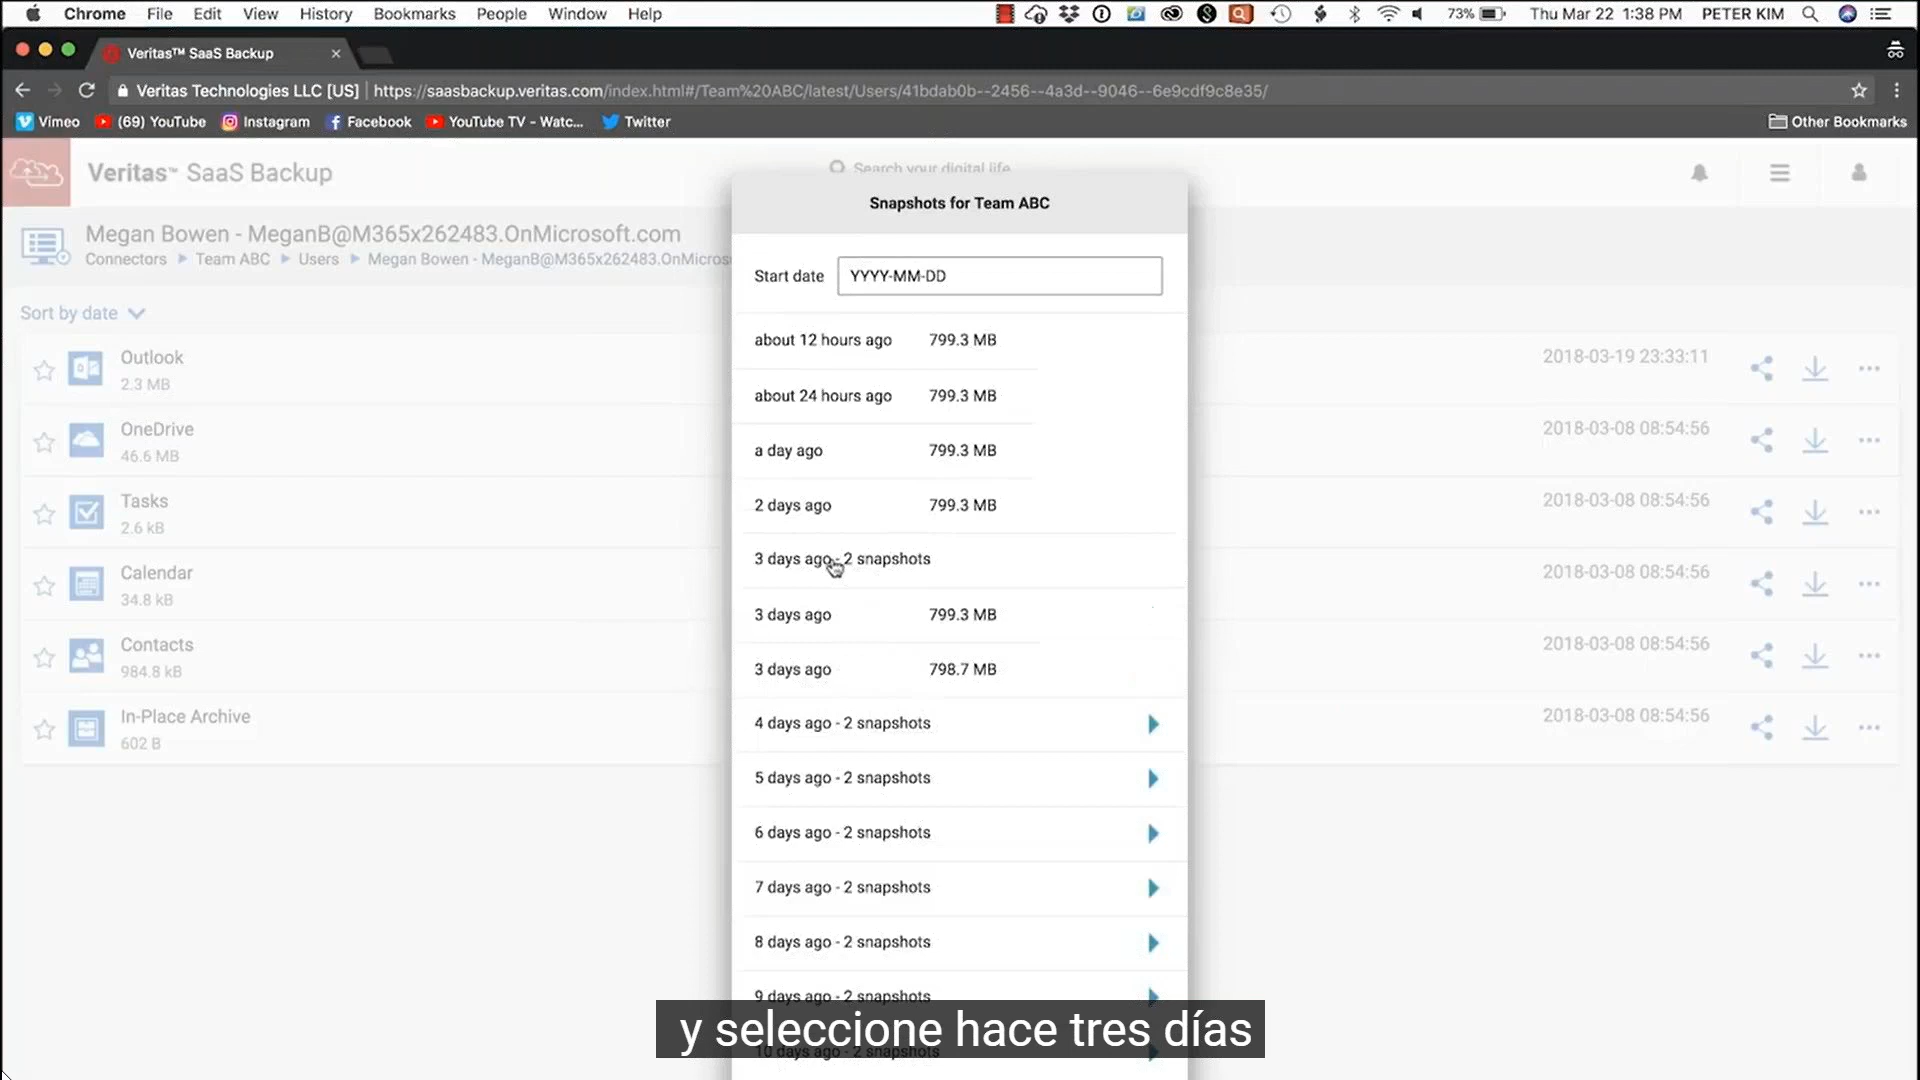 Chrome File Edit View History Bookmarks People Window Help 73% Thu Mar 22 1:38 PM PETER KIM
Veritas™ SaaS Backup
Veritas Technologies LLC [US] | https://saasbackup.veritas.com/index.html#/Team%20ABC/latest/Users/41bdab0b--2456--4a3d--9046--6e9cdf9c8e35/
Vimeo (69) YouTube Instagram Facebook YouTube TV - Watc... Twitter Other Bookmarks
Veritas™ SaaS Backup Search your digital life
Megan Bowen - MeganB@M365x262483.OnMicrosoft.com
Connectors Team ABC Users Megan Bowen - MeganB@M365x262483.OnMicros
Sort by date
Outlook 2018-03-19 23:33:11
2.3 MB
OneDrive 2018-03-08 08:54:56
46.6 MB
Tasks 2018-03-08 08:54:56
2.6 kB
Calendar 2018-03-08 08:54:56
34.8 kB
Contacts 2018-03-08 08:54:56
984.8 kB
In-Place Archive 2018-03-08 08:54:56
602 B
Snapshots for Team ABC
Start date YYYY-MM-DD
about 12 hours ago 799.3 MB
about 24 hours ago 799.3 MB
a day ago 799.3 MB
2 days ago 799.3 MB
3 days ago - 2 snapshots
3 days ago 799.3 MB
3 days ago 798.7 MB
4 days ago - 2 snapshots
5 days ago - 2 snapshots
6 days ago - 2 snapshots
7 days ago - 2 snapshots
8 days ago - 2 snapshots
9 days ago - 2 snapshots
y seleccione hace tres días
10 days ago - 2 snapshots